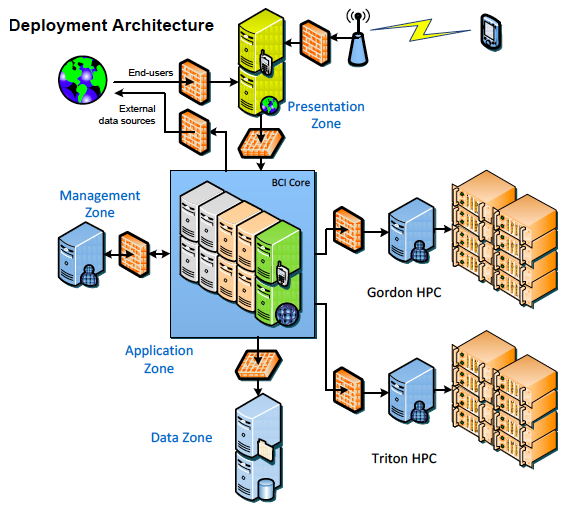 Deployment Architecture
End-users
External
data sources
Presentation
Zone
BCI Core
Management
Zone
Gordon HPC
Application
Zone
Data Zone
Triton HPC